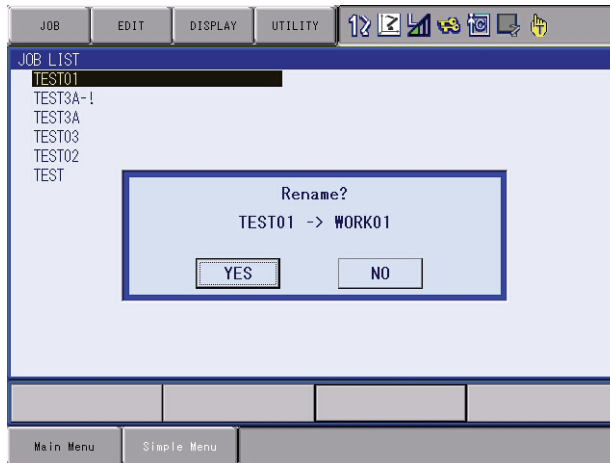 JOB EDIT DISPLAY UTILITY
JOB LIST
TEST01
TEST3A-!
TEST3A
TEST03
TEST02
TEST
Rename?
TEST01 -> WORK01
YES NO
Main Menu Simple Menu